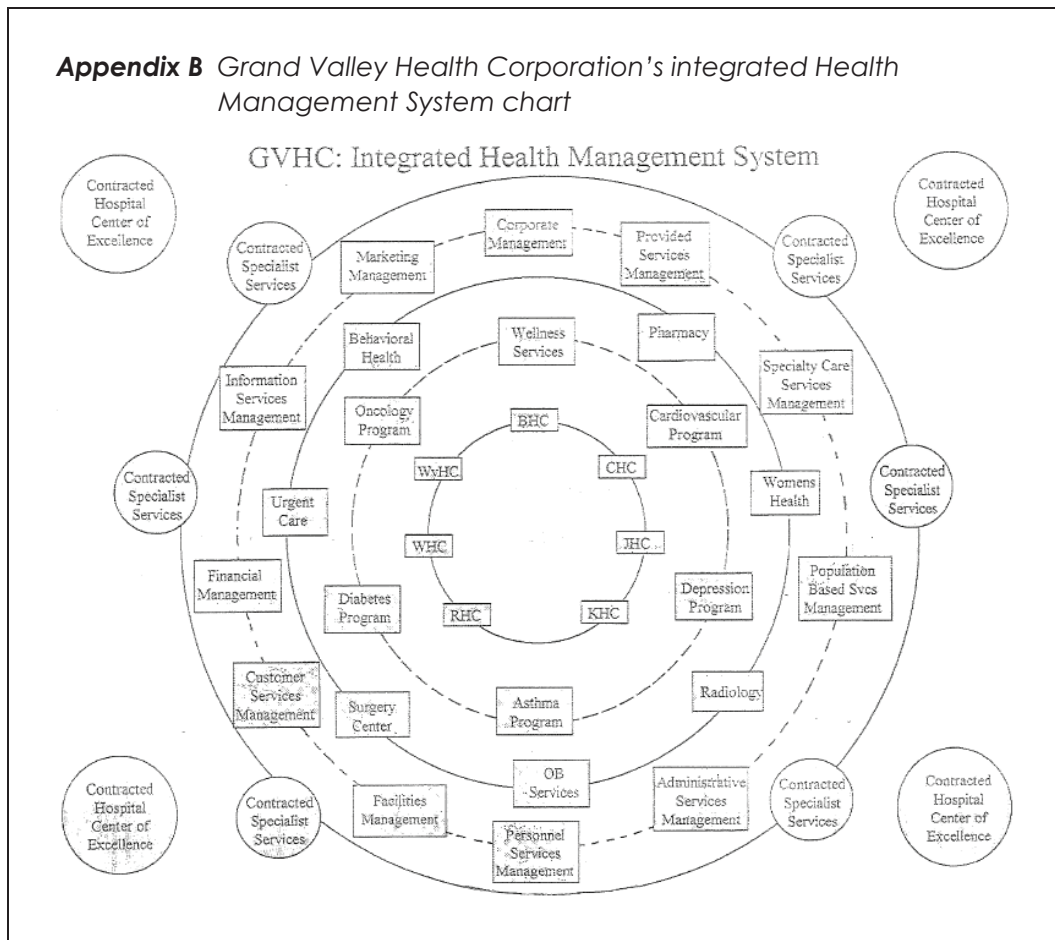 Appendix B Grand Valley Health Corporation's integrated Health
Management System chart
GVHC: Integrated Health Management System
Contracted
Hospital
Center of
Excellence
Contracted
Hospital
Center of
Excellence
Contracted
Specialist
Services
Marketing
Management
Corporate
Management
Provided
Services
Management
Contracted
Specialist
Services
Behavioral
Health
Wellness
Services
Pharmacy
Information
Services
Management
Specialty Care
Services
Management
Oncology
Program
Cardiovascular
Program
BHC
WyHC
CHC
Contracted
Specialist
Services
Urgent
Care
Womens
Health
Contracted
Specialist
Services
WHC
JHC
Financial
Management
Diabetes
Program
Depression
Program
Population
Based Svcs
Management
RHC
KHC
Customer
Services
Management
Surgery
Center
Asthma
Program
Radiology
Contracted
Hospital
Center of
Excellence
Contracted
Specialist
Services
Facilities
Management
OB
Services
Personnel
Services
Management
Administrative
Services
Management
Contracted
Specialist
Services
Contracted
Hospital
Center of
Excellence